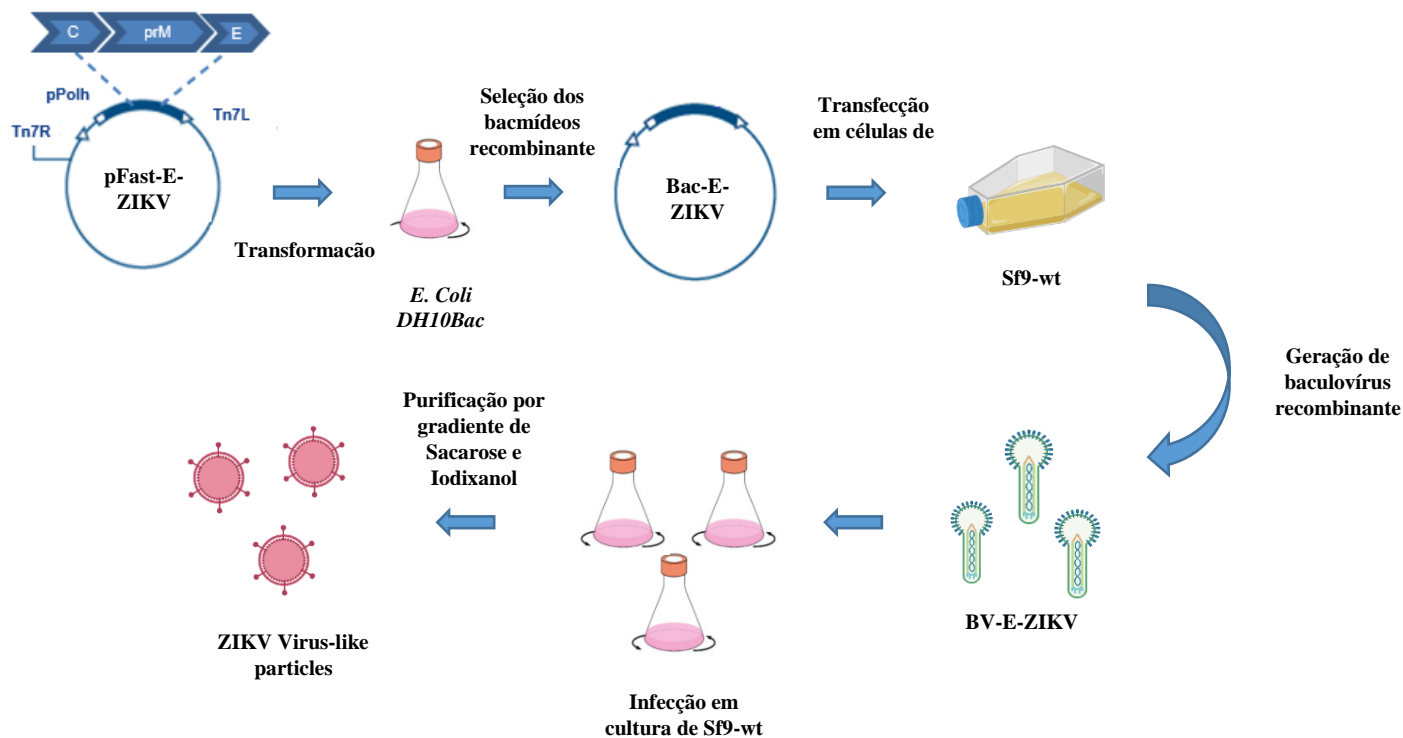 C
prM
E
pPolh
Tn7L
Tn7R
pFast-E-
ZIKV
Transformacão
E. Coli
DH10Bac
Seleção dos
bacmídeos
recombinante
Bac-E-
ZIKV
Transfecção
em células de
Sf9-wt
Geração de
baculovírus
recombinante
BV-E-ZIKV
Infecção em
cultura de Sf9-wt
Purificação por
gradiente de
Sacarose e
Iodixanol
ZIKV Virus-like
particles